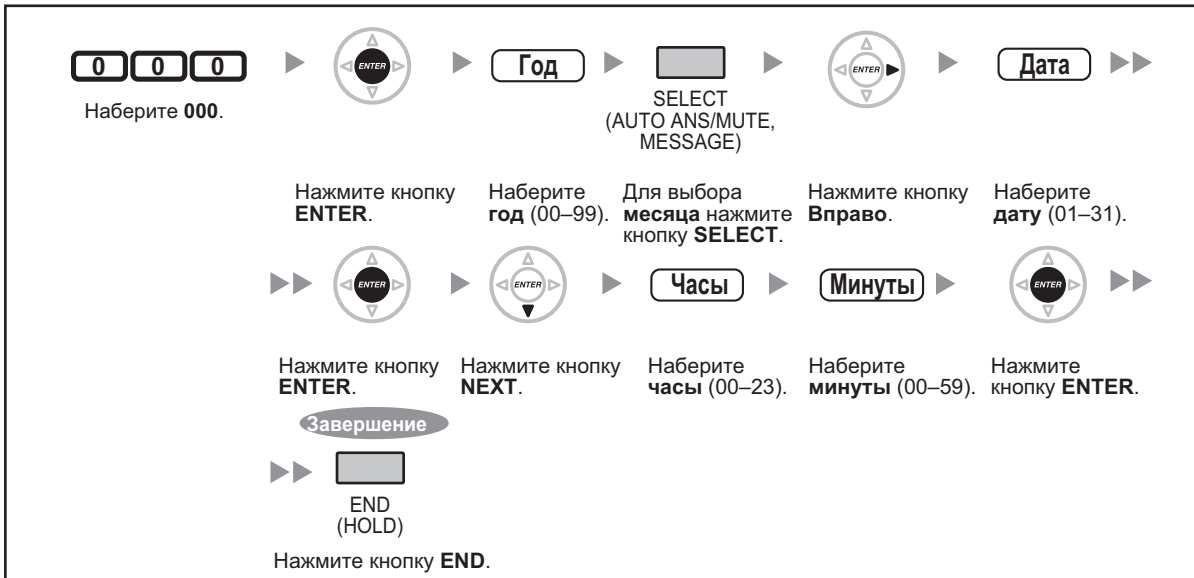 0 0 0
Наберите 000.
ENTER
Нажмите кнопку
ENTER.
Год
Наберите
год (00–99).
SELECT
(AUTO ANS/MUTE,
MESSAGE)
Для выбора
месяца нажмите
кнопку SELECT.
ENTER
Нажмите кнопку
Вправо.
Дата
Наберите
дату (01–31).
ENTER
Нажмите кнопку
ENTER.
ENTER
Нажмите кнопку
NEXT.
Часы
Наберите
часы (00–23).
Минуты
Наберите
минуты (00–59).
ENTER
Нажмите
кнопку ENTER.
Завершение
END
(HOLD)
Нажмите кнопку END.